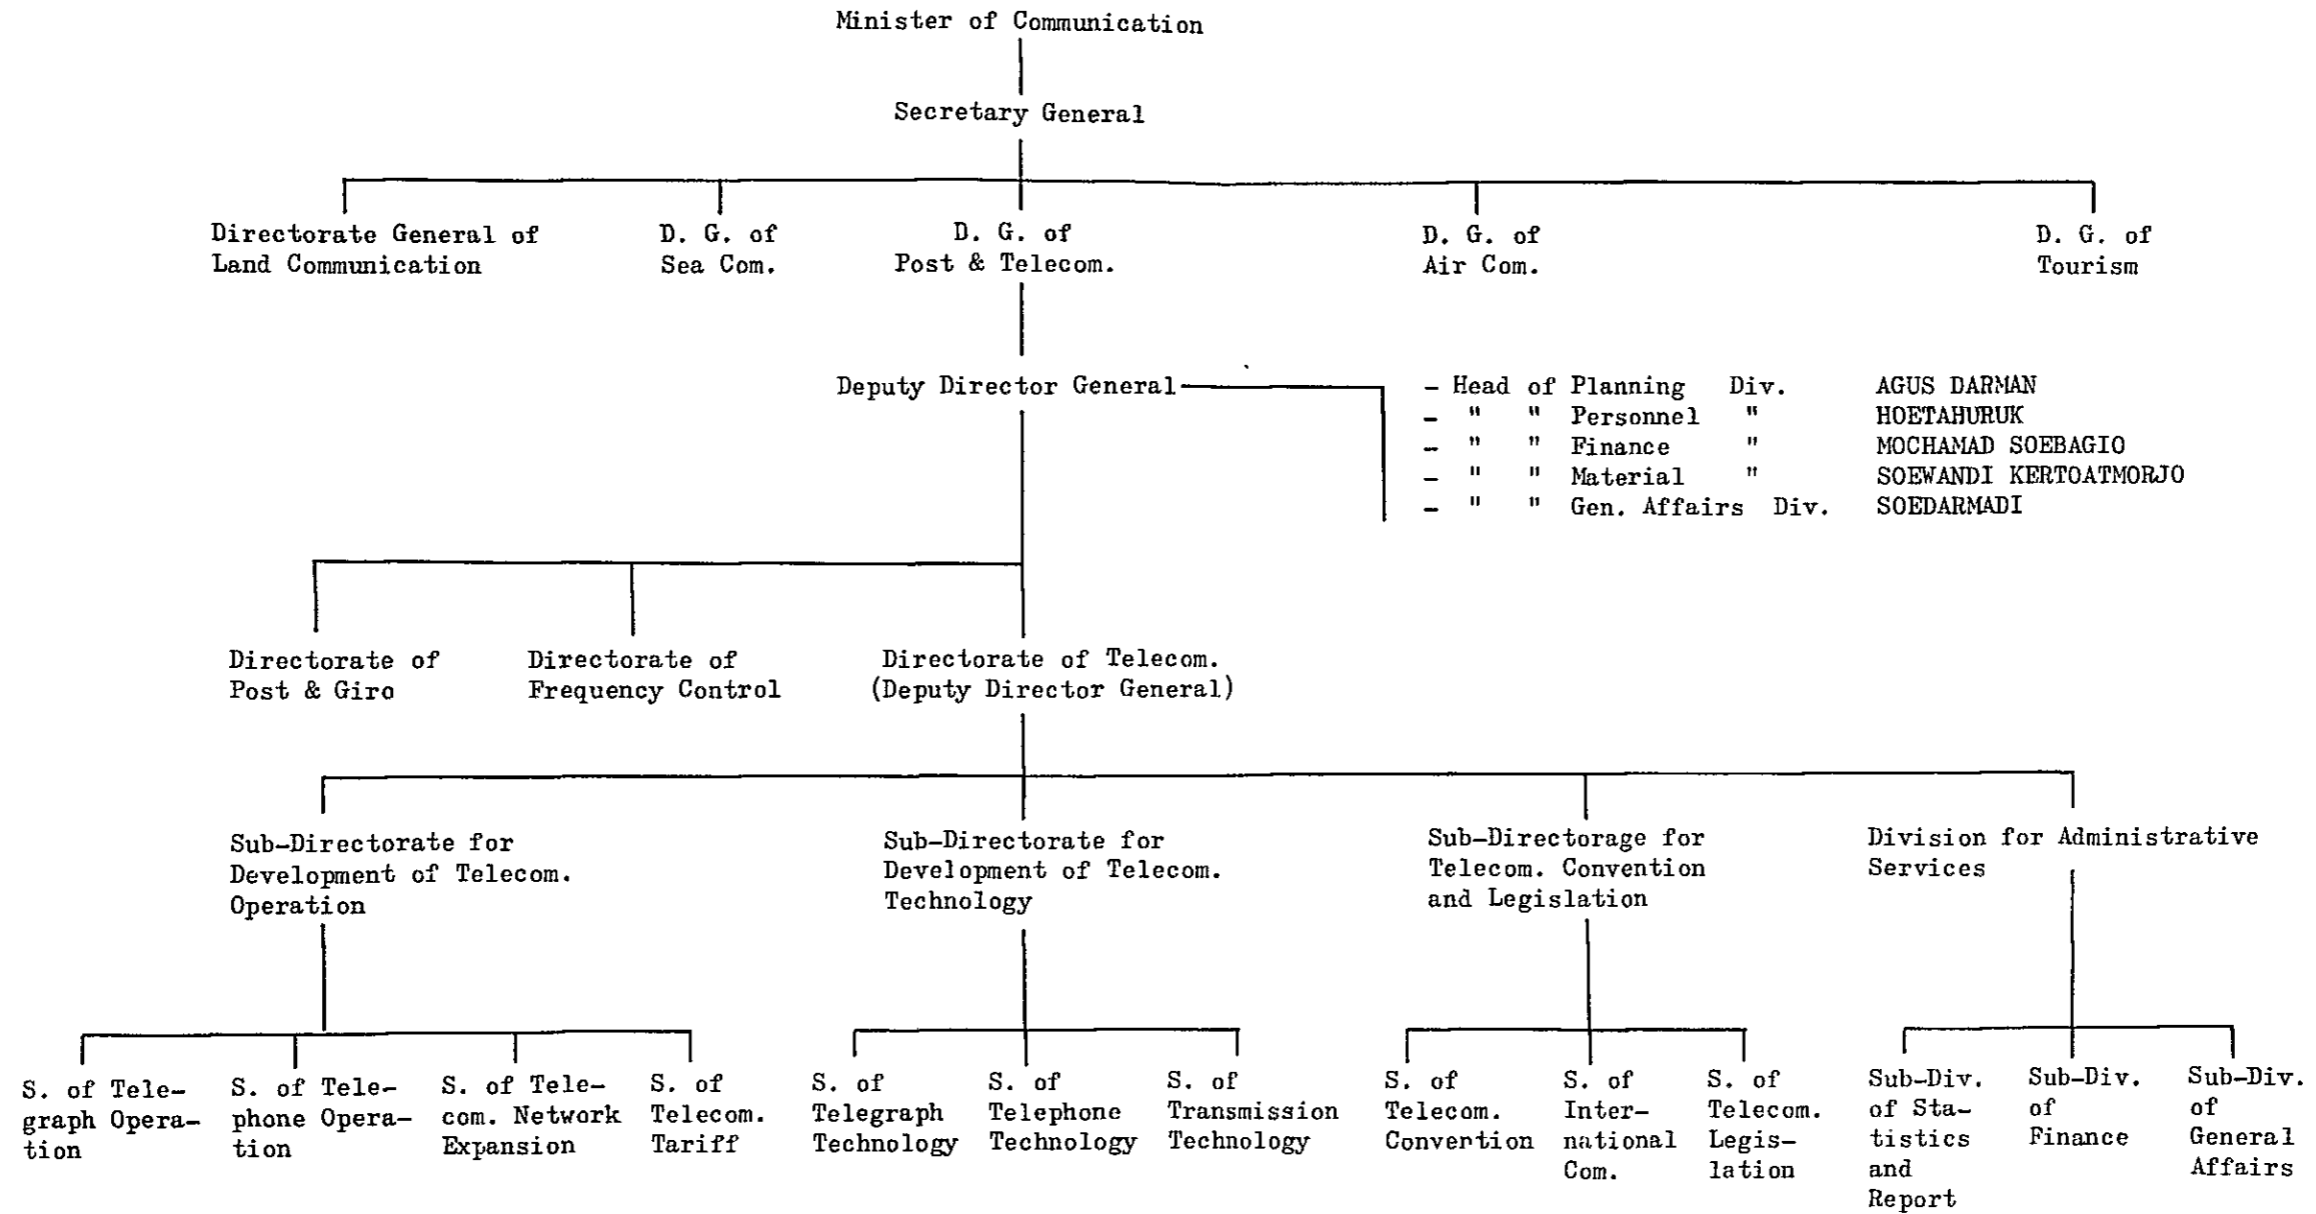 Minister of Communication
Secretary General
Directorate General of
Land Communication
D. G. of
Sea Com.
D. G. of
Post & Telecom.
D. G. of
Air Com.
D. G. of
Tourism
Deputy Director General
- Head of Planning Div. AGUS DARMAN
- " " Personnel " HOETAHURUK
- " " Finance " MOCHAMAD SOEBAGIO
- " " Material " SOEWANDI KERTOATMORJO
- " " Gen. Affairs Div. SOEDARMADI
Directorate of
Post & Giro
Directorate of
Frequency Control
Directorate of Telecom.
(Deputy Director General)
Sub-Directorate for
Development of Telecom.
Operation
Sub-Directorate for
Development of Telecom.
Technology
Sub-Directorage for
Telecom. Convention
and Legislation
Division for Administrative
Services
S. of Tele-
graph Opera-
tion
S. of Tele-
phone Opera-
tion
S. of Tele-
com. Network
Expansion
S. of
Telecom.
Tariff
S. of
Telegraph
Technology
S. of
Telephone
Technology
S. of
Transmission
Technology
S. of
Telecom.
Convertion
S. of
Inter-
national
Com.
S. of
Telecom.
Legis-
lation
Sub-Div.
of Sta-
tistics
and
Report
Sub-Div.
of
Finance
Sub-Div.
of
General
Affairs